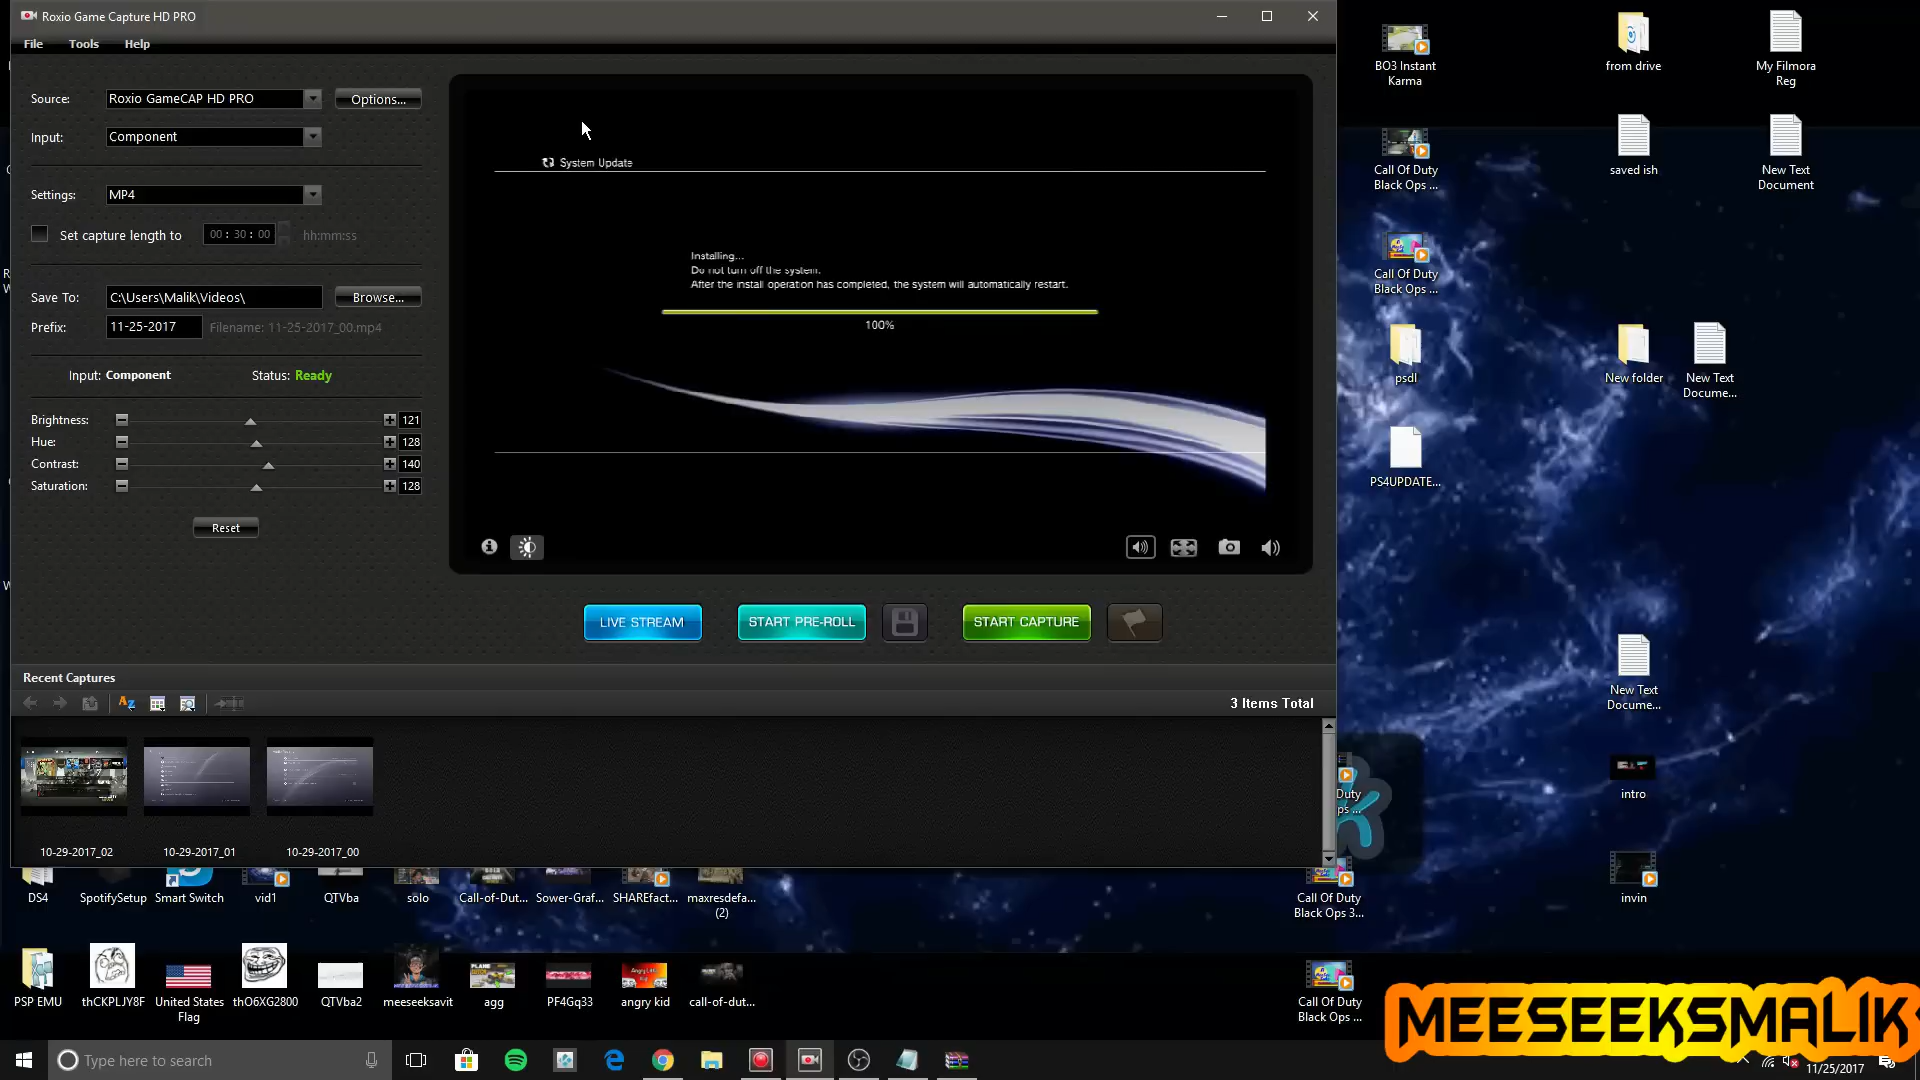 Roxio Game Capture HD PRO
File Tools Help
Source: Roxio GameCAP HD PRO Options...
Input: Component
Settings: MP4
Set capture length to 00 : 30 : 00 hh:mm:ss
Save To: C:\Users\Malik\Videos\ Browse...
Prefix: 11-25-2017 Filename: 11-25-2017_00.mp4
Input: Component Status: Ready
Brightness: 121
Hue: 128
Contrast: 140
Saturation: 128
Reset
System Update
Installing...
Do not turn off the system.
After the install operation has completed, the system will automatically restart.
100%
LIVE STREAM START PRE-ROLL START CAPTURE
Recent Captures
3 Items Total
10-29-2017_02 10-29-2017_01 10-29-2017_00
BO3 Instant
Karma
from drive
My Filmora
Reg
Call Of Duty
Black Ops ...
saved ish
New Text
Document
Call Of Duty
Black Ops ...
psdl
New folder
New Text
Docume...
PS4UPDATE...
New Text
Docume...
intro
Duty
ps ...
DS4
SpotifySetup
Smart Switch
vid1
QTVba
solo
Call-of-Dut...
Sower-Graf...
SHAREfact...
maxresdefa...
(2)
Call Of Duty
Black Ops 3...
invin
PSP EMU
thCKPLJY8F
United States
Flag
thO6XG2800
QTVba2
meeseeksavit
agg
PF4Gq33
angry kid
call-of-dut...
Call Of Duty
Black Ops ...
MEESEEKSMALIK
Type here to search
11/25/2017